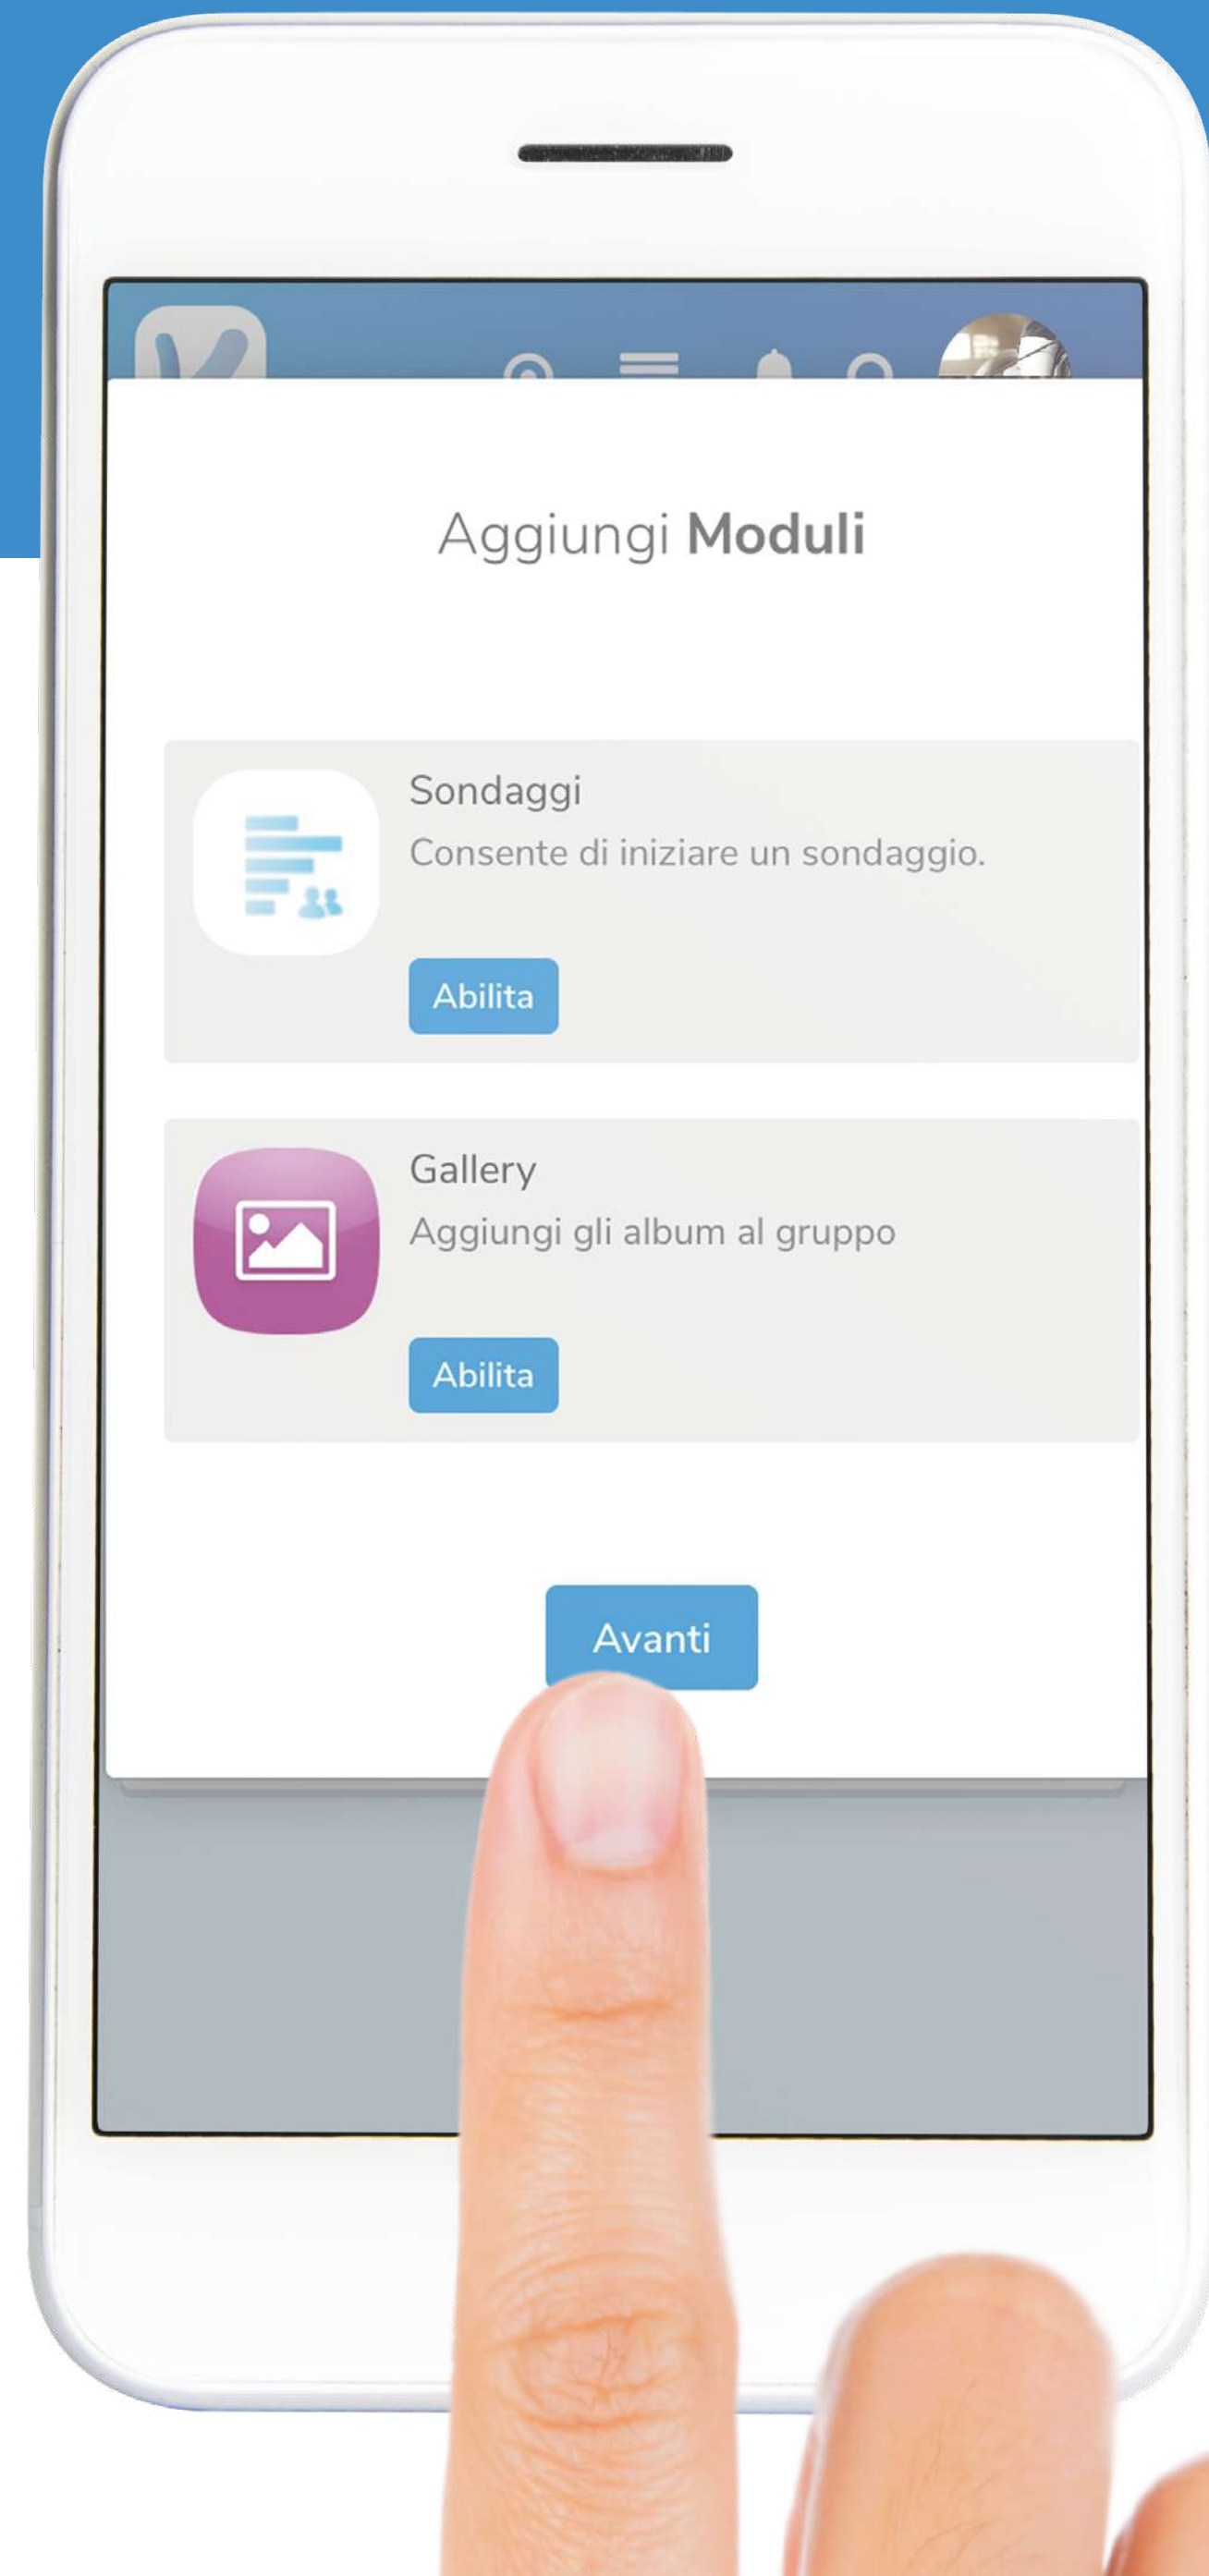 Aggiungi Moduli
Sondaggi
Consente di iniziare un sondaggio.
Abilita
Gallery
Aggiungi gli album al gruppo
Abilita
Avanti